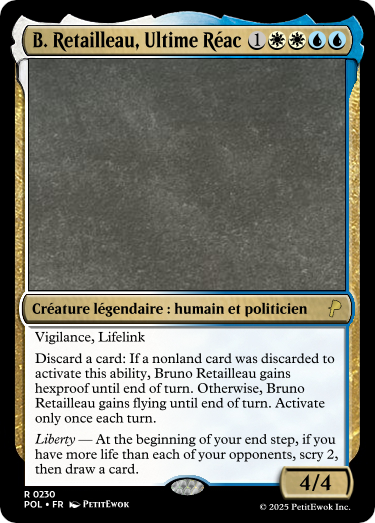 B. Retailleau, Ultime Réac 1
Créature légendaire : humain et politicien
Vigilance, Lifelink
Discard a card: If a nonland card was discarded to
activate this ability, Bruno Retailleau gains
hexproof until end of turn. Otherwise, Bruno
Retailleau gains flying until end of turn. Activate
only once each turn.
Liberty — At the beginning of your end step, if you
have more life than each of your opponents, scry 2,
then draw a card.
4/4
R 0230
POL • FR PetitEwok
© 2025 PetitEwok Inc.